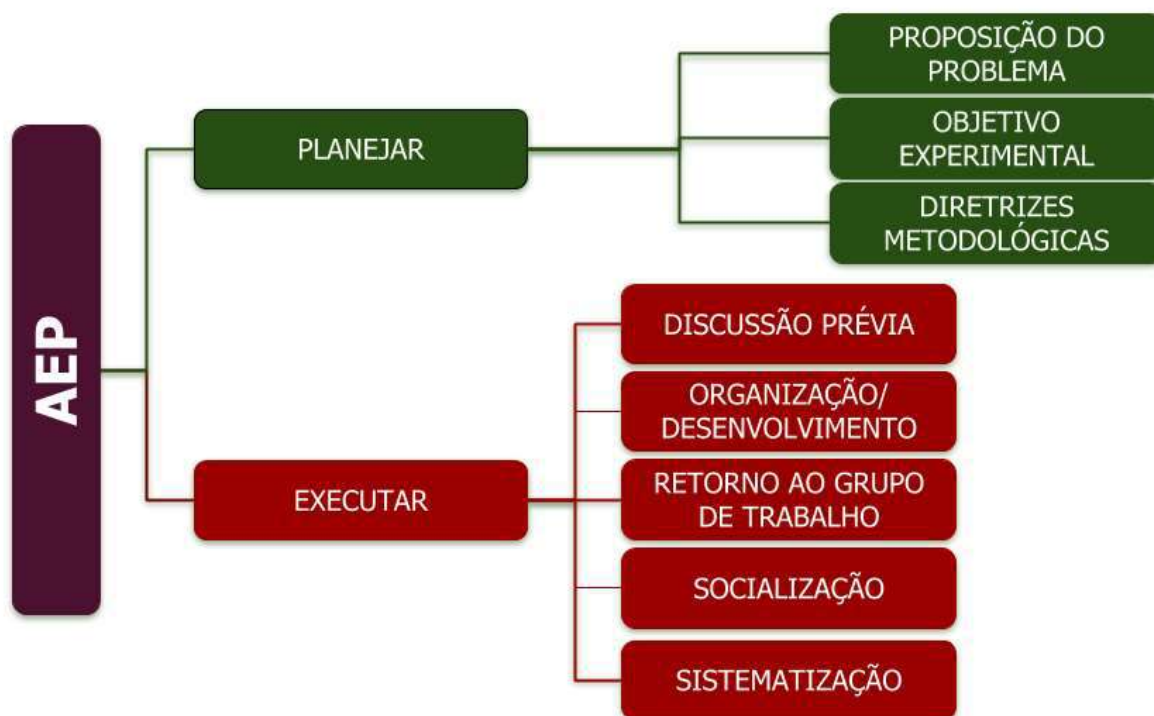 AEP
PLANEJAR
PROPOSIÇÃO DO
PROBLEMA
OBJETIVO
EXPERIMENTAL
DIRETRIZES
METODOLÓGICAS
EXECUTAR
DISCUSSÃO PRÉVIA
ORGANIZAÇÃO/
DESENVOLVIMENTO
RETORNO AO GRUPO
DE TRABALHO
SOCIALIZAÇÃO
SISTEMATIZAÇÃO